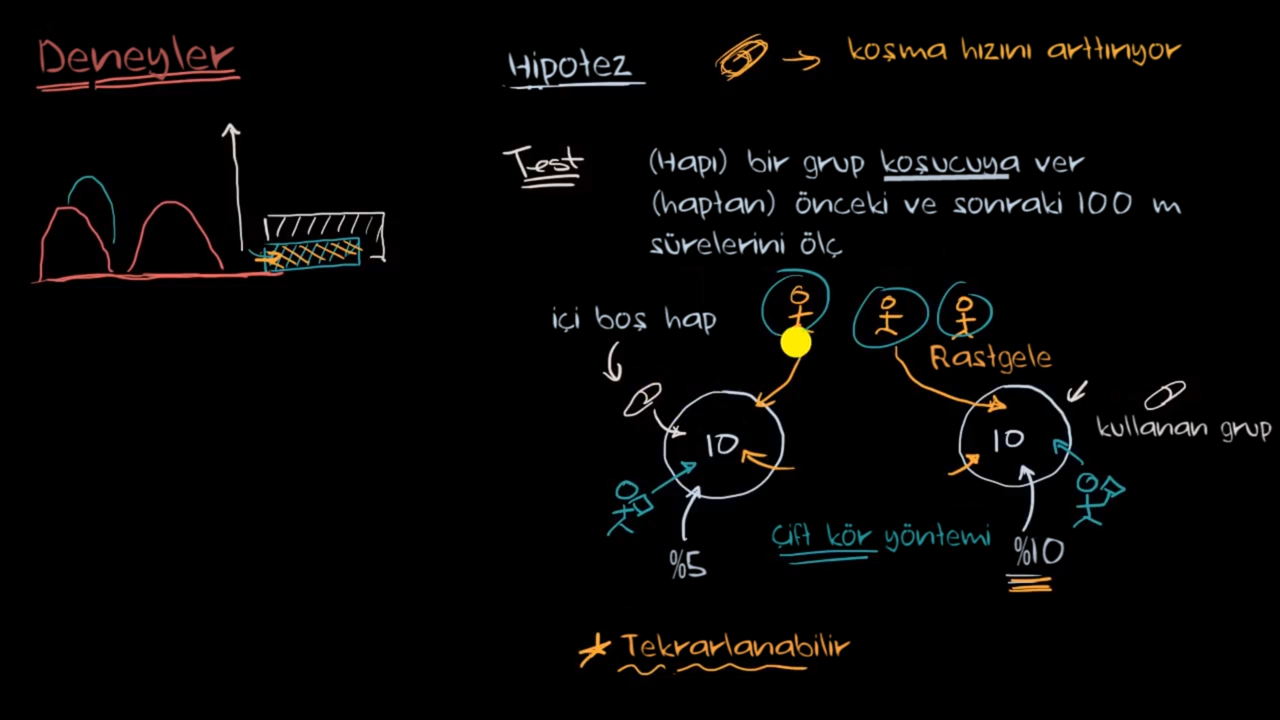 Deneyler
Hipotez
koşma hızını arttırıyor
Test
(Hapı) bir grup koşucuya ver
(haptan) önceki ve sonraki 100 m
sürelerini ölç
içi boş hap
Rastgele
10
10
kullanan grup
Çift kör yöntemi
%5
%10
Tekrarlanabilir